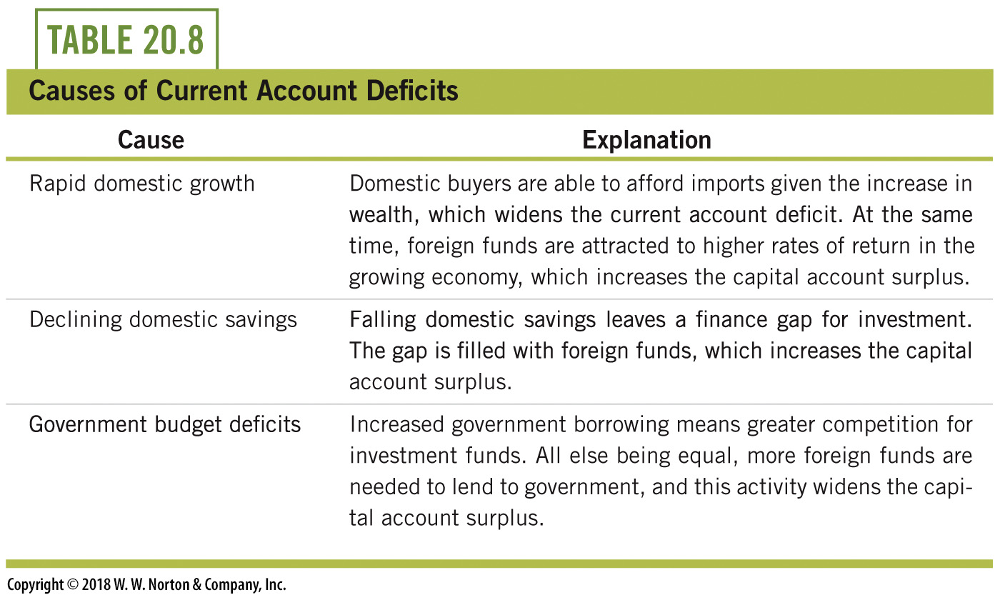 TABLE 20.8
Causes of Current Account Deficits
Cause
Explanation
Rapid domestic growth
Domestic buyers are able to afford imports given the increase in
wealth, which widens the current account deficit. At the same
time, foreign funds are attracted to higher rates of return in the
growing economy, which increases the capital account surplus.
Declining domestic savings
Falling domestic savings leaves a finance gap for investment.
The gap is filled with foreign funds, which increases the capital
account surplus.
Government budget deficits
Increased government borrowing means greater competition for
investment funds. All else being equal, more foreign funds are
needed to lend to government, and this activity widens the capi-
tal account surplus.
Copyright © 2018 W. W. Norton & Company, Inc.